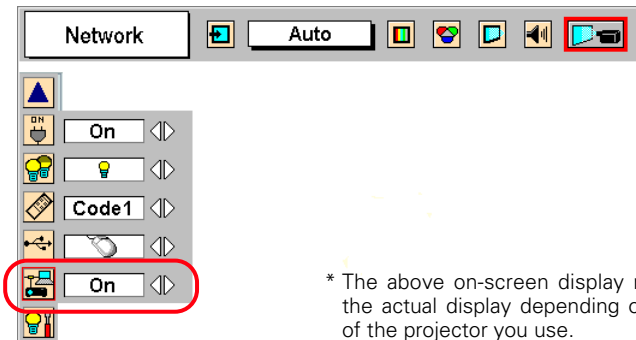 Network Auto
ON
On
Code1
On
* The above on-screen display
the actual display depending
of the projector you use.